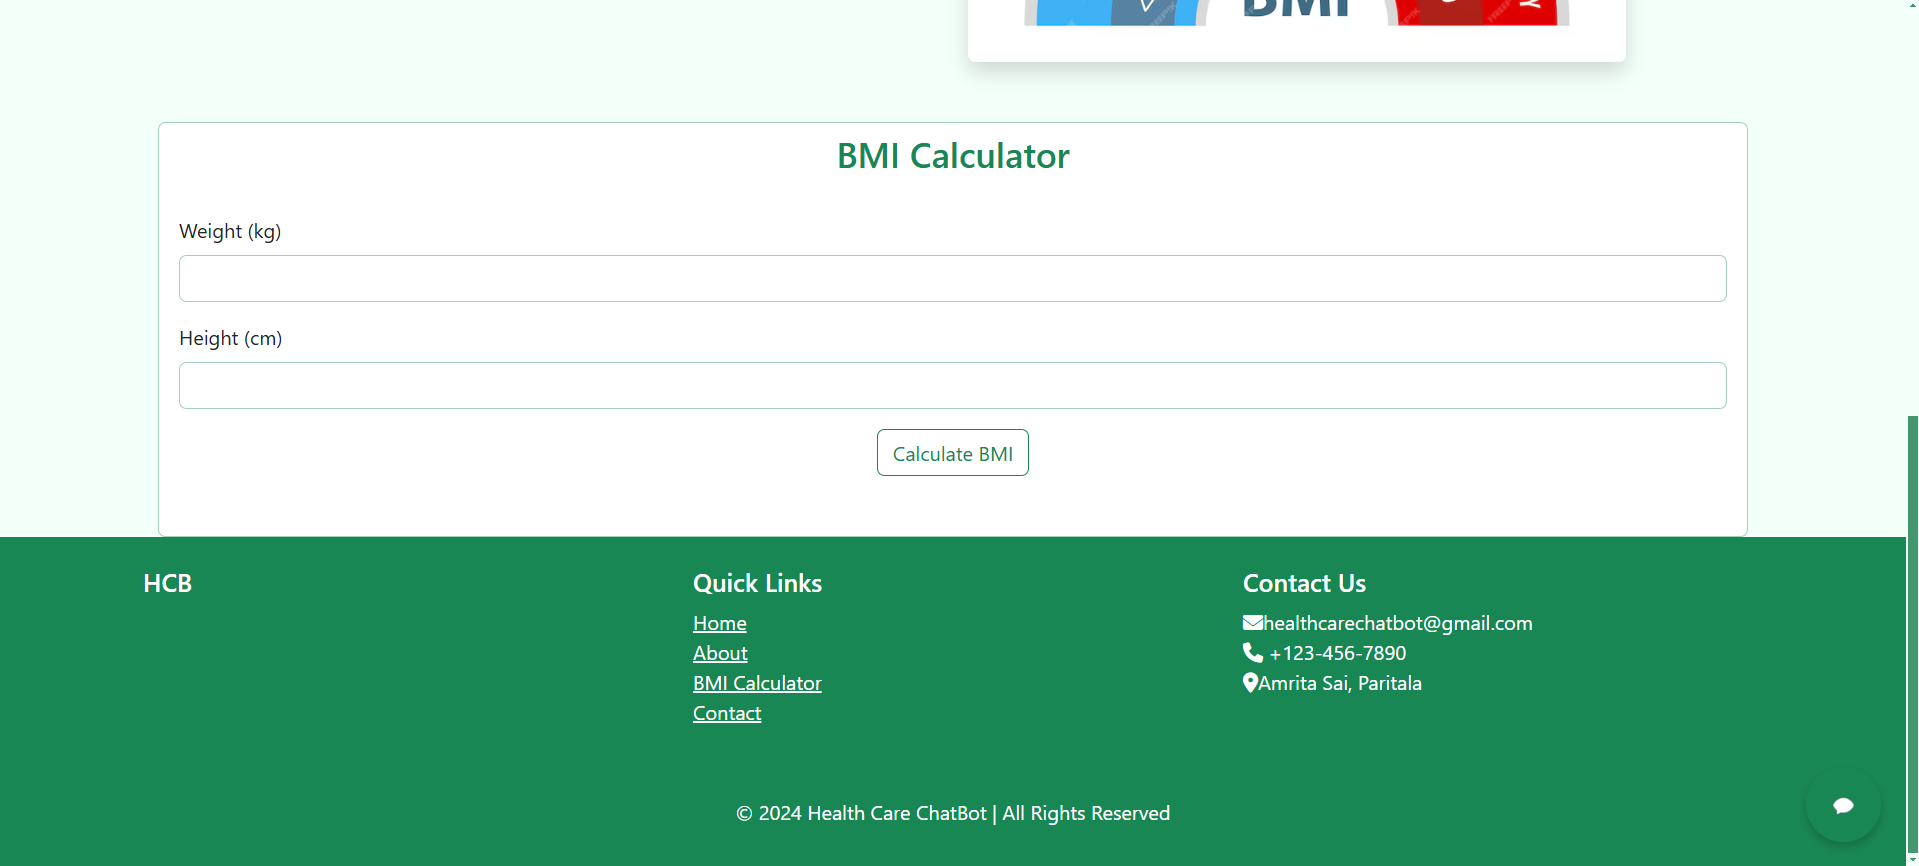 BMI
BMI Calculator
Weight (kg)
Height (cm)
Calculate BMI
HCB
Quick Links
Home
About
BMI Calculator
Contact
Contact Us
healthcarechatbot@gmail.com
+123-456-7890
Amrita Sai, Paritala
© 2024 Health Care ChatBot | All Rights Reserved